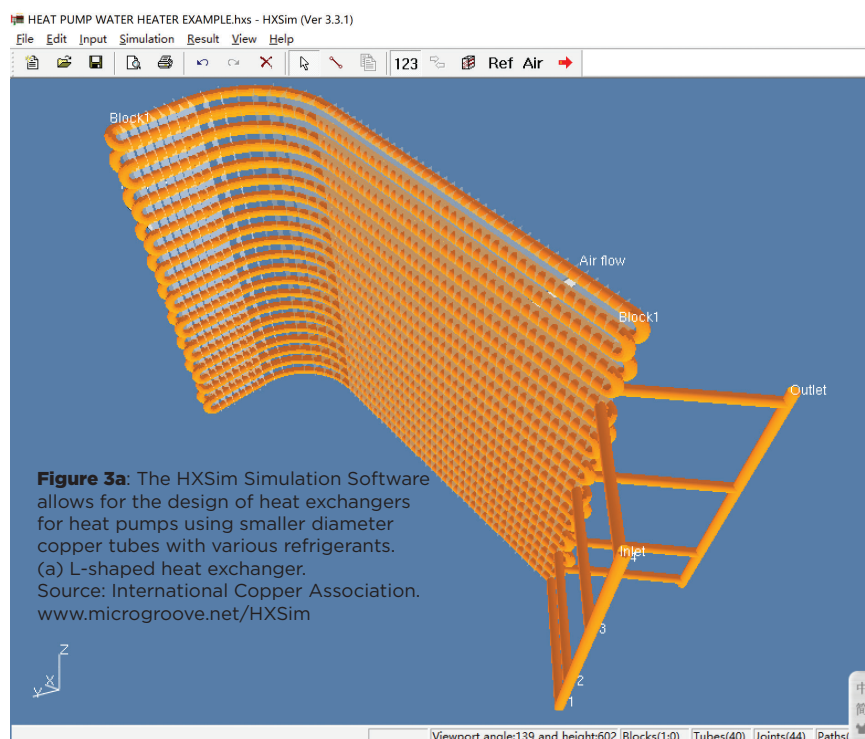 HEAT PUMP WATER HEATER EXAMPLE.hxs - HXSim (Ver 3.3.1)
File Edit Input Simulation Result View Help
123 Ref Air
Block1
Air flow
Block1
Outlet
Figure 3a: The HXSim Simulation Software
allows for the design of heat exchangers
for heat pumps using smaller diameter
copper tubes with various refrigerants.
(a) L-shaped heat exchanger.
Source: International Copper Association.
www.microgroove.net/HXSim
Inlet
4
3
2
1
Z
X
Y
中
简
Viewport angle:139 and height:602 Blocks(1:0) Tubes(40) Joints(44) Paths(